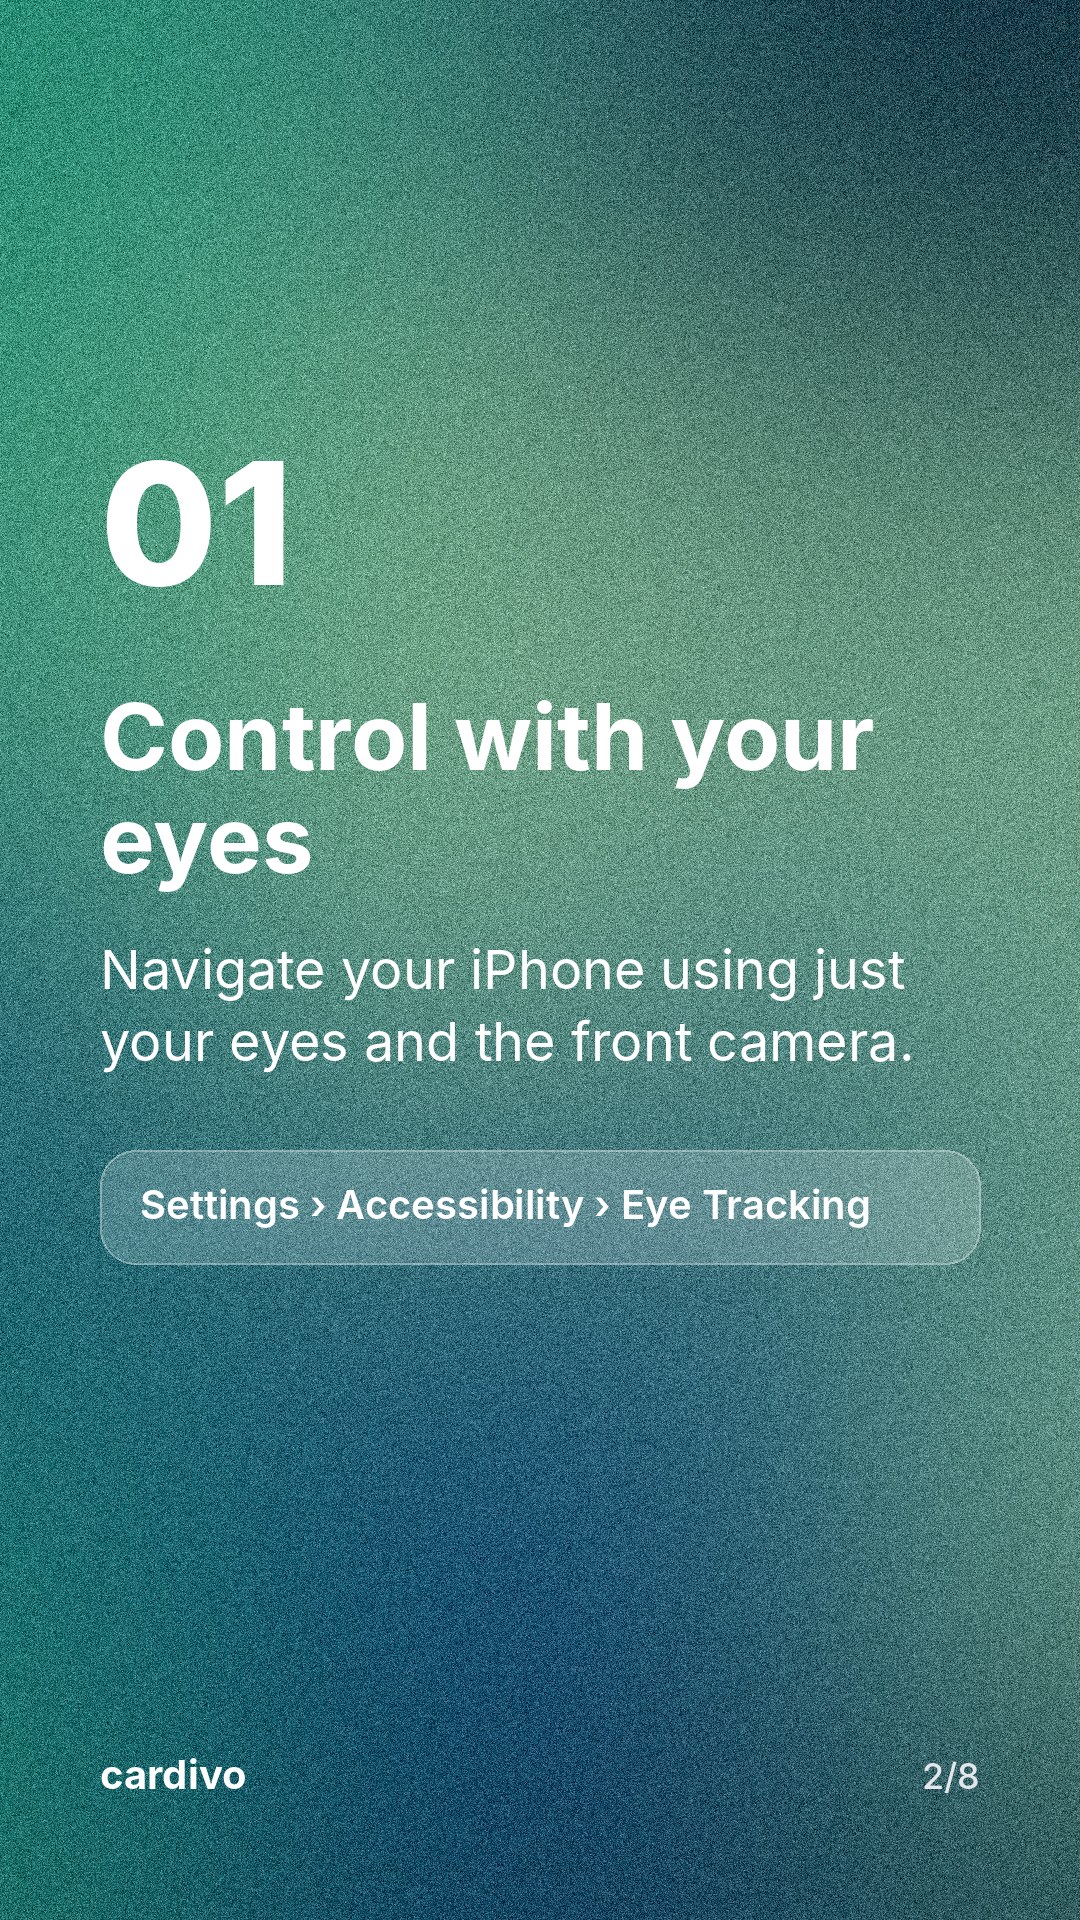 01
Control with your
eyes
Navigate your iPhone using just
your eyes and the front camera.
Settings › Accessibility › Eye Tracking
cardivo
2/8